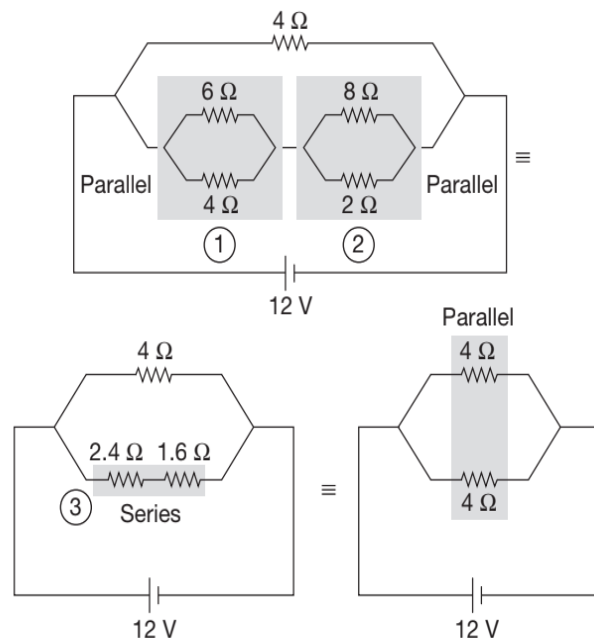 4 Ω
6 Ω 8 Ω
Parallel Parallel ≡
4 Ω 2 Ω
1 2
12 V
Parallel
4 Ω 4 Ω
2.4 Ω 1.6 Ω
≡
3 Series 4 Ω
12 V 12 V